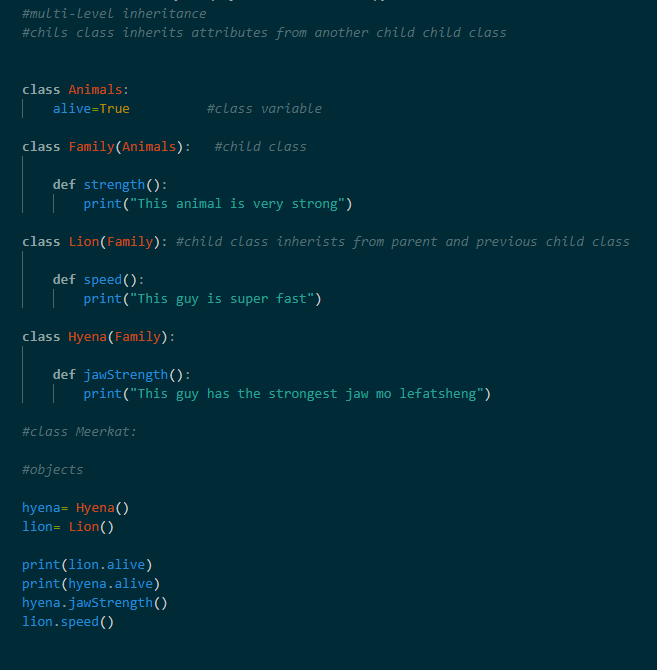 #multi-level inheritance
#chils class inherits attributes from another child child class
class Animals:
    alive=True          #class variable
class Family(Animals):   #child class
    def strength():
        print("This animal is very strong")
class Lion(Family): #child class inherists from parent and previous child class
    def speed():
        print("This guy is super fast")
class Hyena(Family):
    def jawStrength():
        print("This guy has the strongest jaw mo lefatsheng")
#class Meerkat:
#objects
hyena= Hyena()
lion= Lion()
print(lion.alive)
print(hyena.alive)
hyena.jawStrength()
lion.speed()